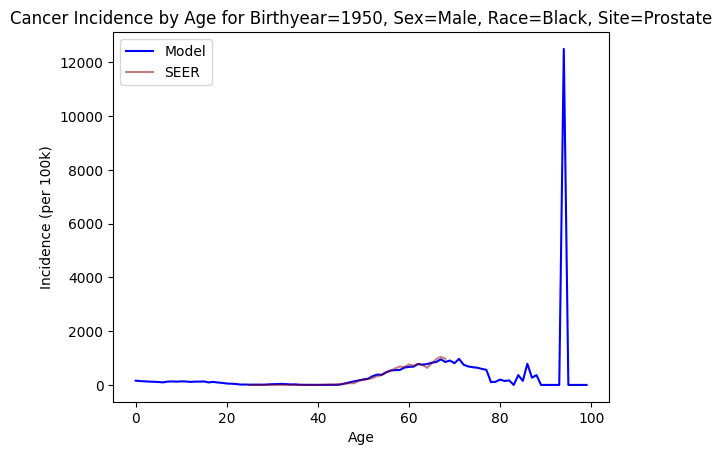 Cancer Incidence by Age for Birthyear=1950, Sex=Male, Race=Black, Site=Prostate
Model
SEER
Incidence (per 100k)
12000
10000
8000
6000
4000
2000
0
0 20 40 60 80 100
Age